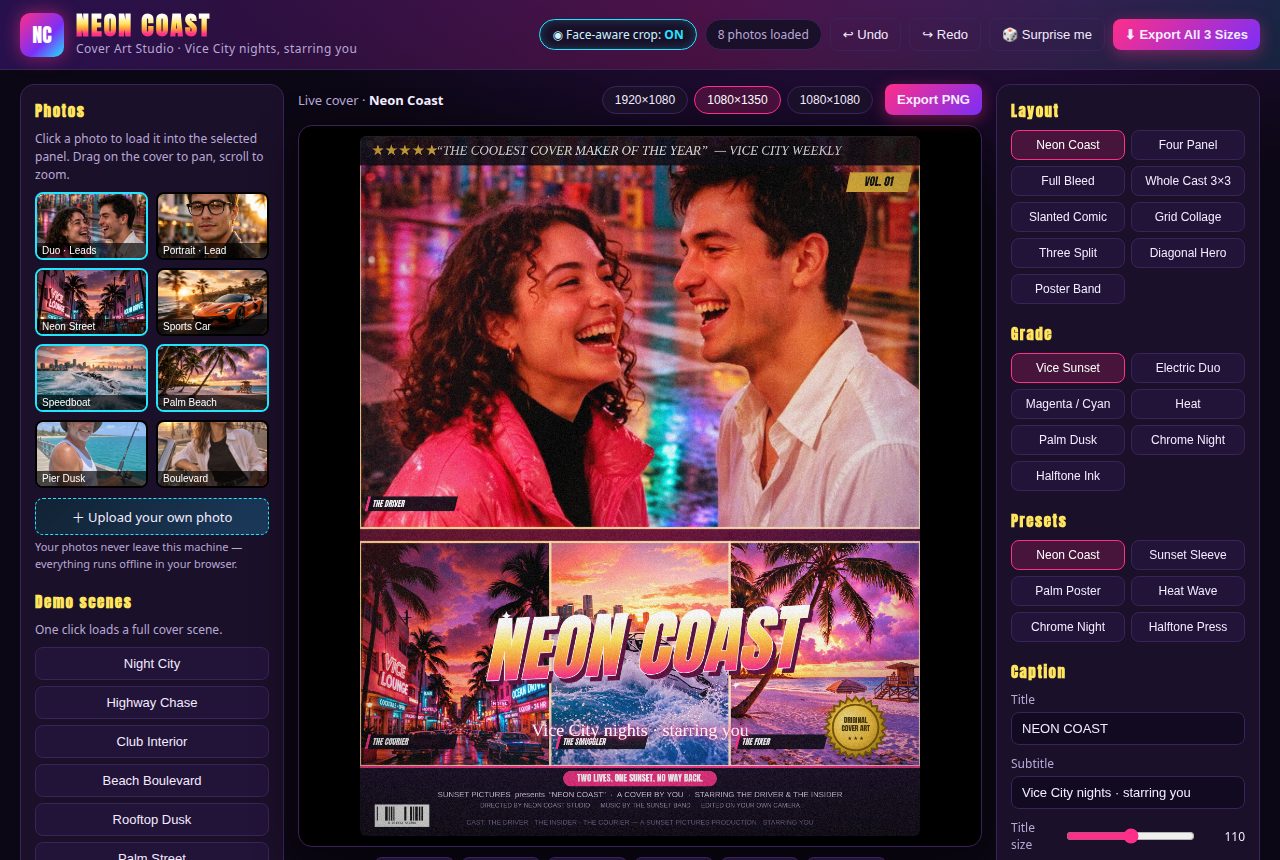 NC
NEON COAST
Cover Art Studio · Vice City nights, starring you
◉ Face-aware crop: ON
8 photos loaded
↩ Undo
↪ Redo
🎲 Surprise me
⬇ Export All 3 Sizes
Photos
Click a photo to load it into the selected
panel. Drag on the cover to pan, scroll to
zoom.
Duo · Leads
Portrait · Lead
Neon Street
Sports Car
Speedboat
Palm Beach
Pier Dusk
Boulevard
+ Upload your own photo
Your photos never leave this machine —
everything runs offline in your browser.
Demo scenes
One click loads a full cover scene.
Night City
Highway Chase
Club Interior
Beach Boulevard
Rooftop Dusk
Palm Street
Live cover · Neon Coast
1920×1080
1080×1350
1080×1080
Export PNG
★★★★★“THE COOLEST COVER MAKER OF THE YEAR” — VICE CITY WEEKLY
VOL. 01
THE DRIVER
NEON COAST
VICE
LOUNGE
OCEAN DRIVE
Vice City nights · starring you
THE COURIER
THE SMUGGLER
THE FIXER
ORIGINAL
COVER ART
★ ★ ★
TWO LIVES. ONE SUNSET. NO WAY BACK.
SUNSET PICTURES presents “NEON COAST” · A COVER BY YOU · STARRING THE DRIVER & THE INSIDER
DIRECTED BY NEON COAST STUDIO MUSIC BY THE SUNSET BAND EDITED ON YOUR OWN CAMERA
CAST: THE DRIVER · THE INSIDER · THE COURIER — A SUNSET PICTURES PRODUCTION · STARRING YOU
Layout
Neon Coast
Four Panel
Full Bleed
Whole Cast 3×3
Slanted Comic
Grid Collage
Three Split
Diagonal Hero
Poster Band
Grade
Vice Sunset
Electric Duo
Magenta / Cyan
Heat
Palm Dusk
Chrome Night
Halftone Ink
Presets
Neon Coast
Sunset Sleeve
Palm Poster
Heat Wave
Chrome Night
Halftone Press
Caption
Title
NEON COAST
Subtitle
Vice City nights · starring you
Title
size
110